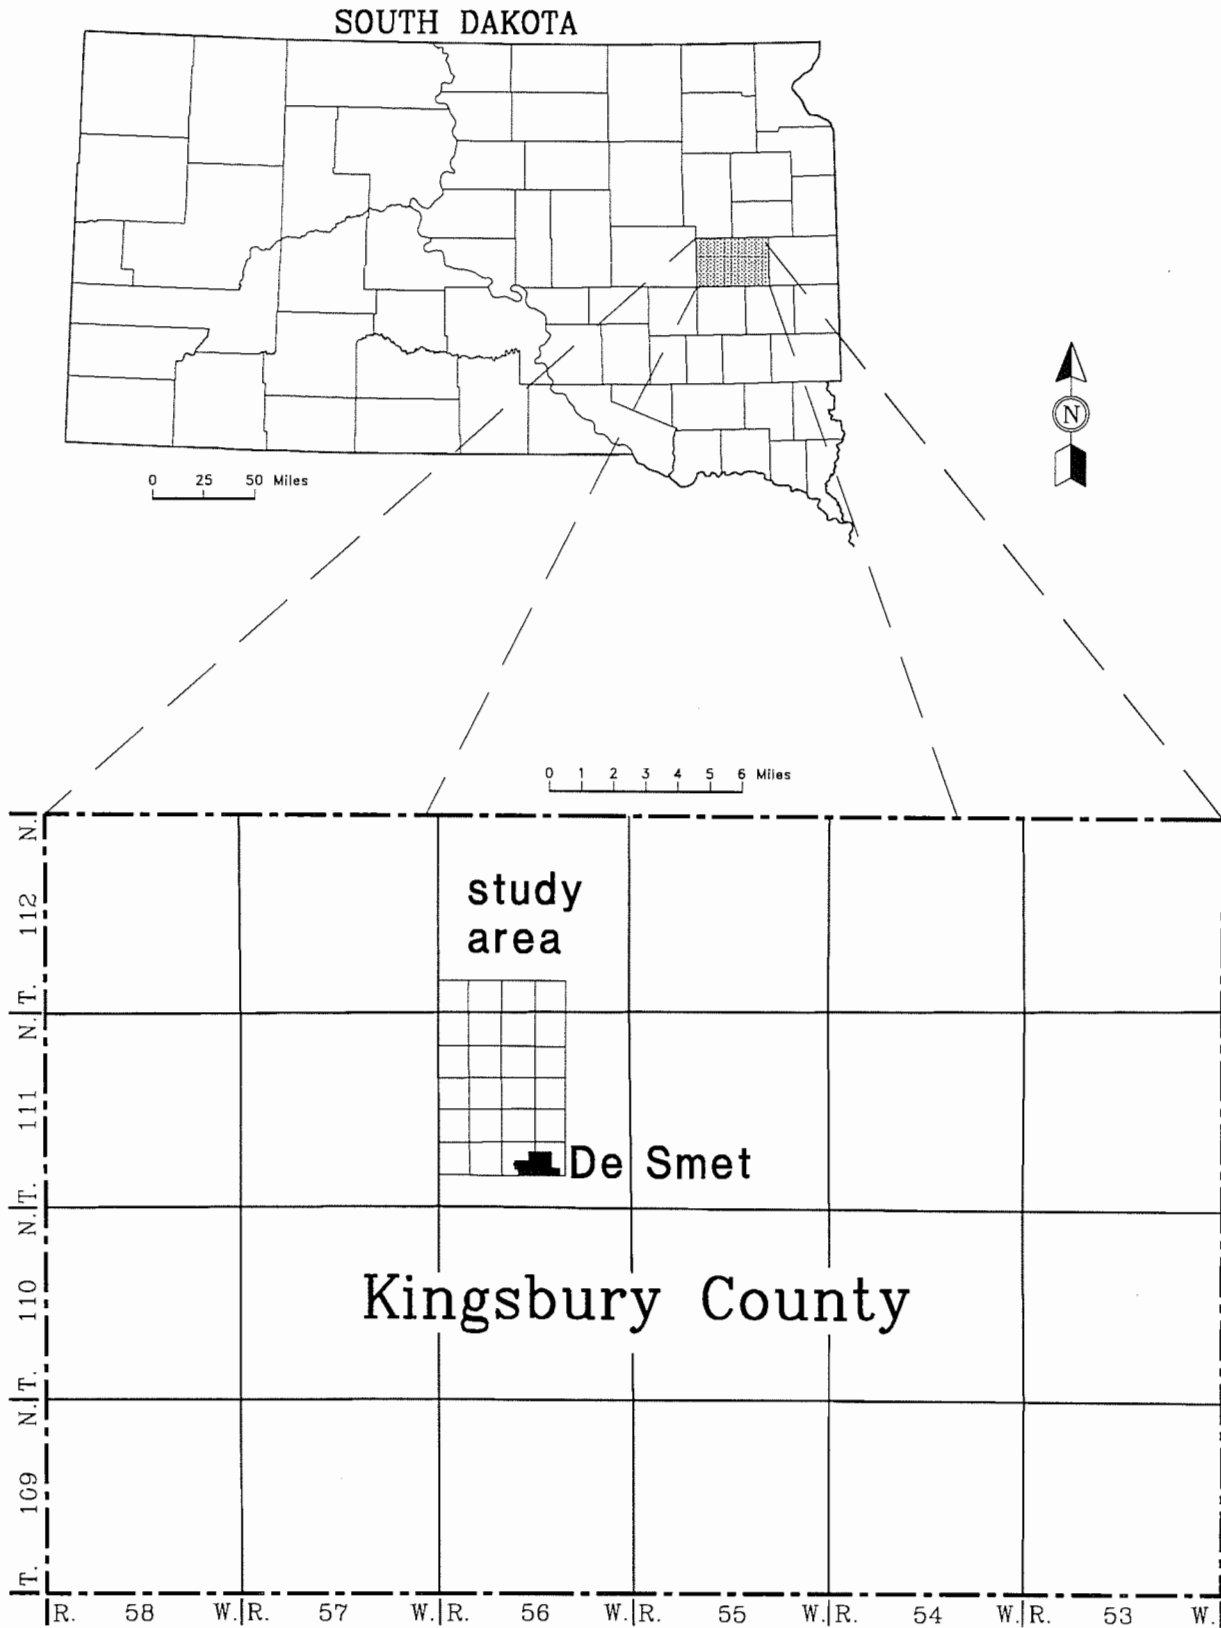 SOUTH DAKOTA
N
0 25 50 Miles
0 1 2 3 4 5 6 Miles
T. 112 N.
study
area
T. 111 N.
De Smet
T. 110 N.
Kingsbury County
T. 109 N.
R. 58 W. R. 57 W. R. 56 W. R. 55 W. R. 54 W. R. 53 W.